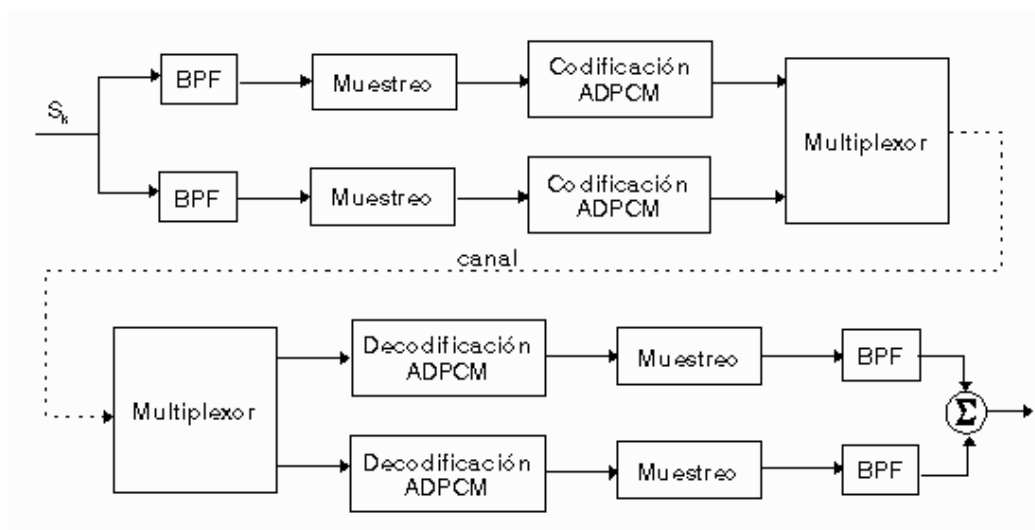 S_k
BPF
Muestreo
Codificación
ADPCM
Multiplexor
BPF
Muestreo
Codificación
ADPCM
canal
Multiplexor
Decodificación
ADPCM
Muestreo
BPF
Σ
Decodificación
ADPCM
Muestreo
BPF